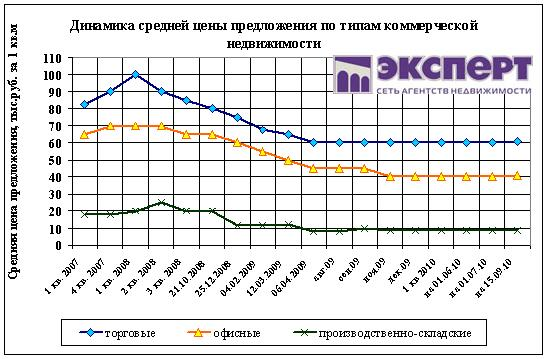 Динамика средней цены предложения по типам коммерческой
недвижимости
ЭКСПЕРТ
СЕТЬ АГЕНТСТВ НЕДВИЖИМОСТИ
Средняя цена предложения, тыс.руб. за 1 кв.м
110
100
90
80
70
60
50
40
30
20
10
0
1 кв. 2007
4 кв. 2007
1 кв. 2008
2 кв. 2008
3 кв. 2008
21.10.2008
25.12.2008
04.02.2009
12.03.2009
06.04.2009
авг.09
сен.09
ноя.09
дек.09
1 кв.2010
на 01.06.10
на 01.07.10
на 15.09.10
торговые
офисные
производственно-складские